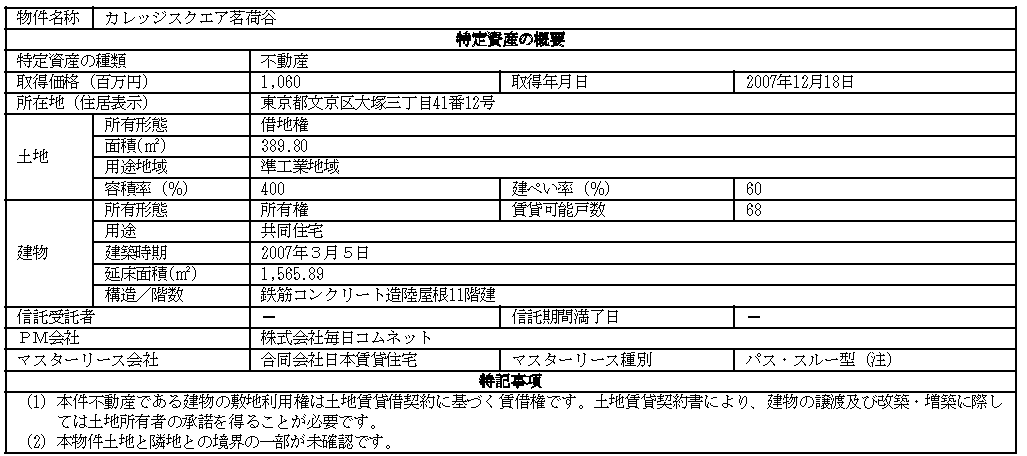 物件名称 カレッジスクエア茗荷谷
特定資産の概要
特定資産の種類 不動産
取得価格（百万円） 1,060 取得年月日 2007年12月18日
所在地（住居表示） 東京都文京区大塚三丁目41番12号
土地
所有形態 借地権
面積(㎡) 389.80
用途地域 準工業地域
容積率（％） 400 建ぺい率（％） 60
建物
所有形態 所有権 賃貸可能戸数 68
用途 共同住宅
建築時期 2007年３月５日
延床面積(㎡) 1,565.89
構造／階数 鉄筋コンクリート造陸屋根11階建
信託受託者 － 信託期間満了日 －
ＰＭ会社 株式会社毎日コムネット
マスターリース会社 合同会社日本賃貸住宅 マスターリース種別 パス・スルー型（注）
特記事項
(1) 本件不動産である建物の敷地利用権は土地賃貸借契約に基づく賃借権です。土地賃貸契約書により、建物の譲渡及び改築・増築に際し
ては土地所有者の承諾を得ることが必要です。
(2) 本物件土地と隣地との境界の一部が未確認です。